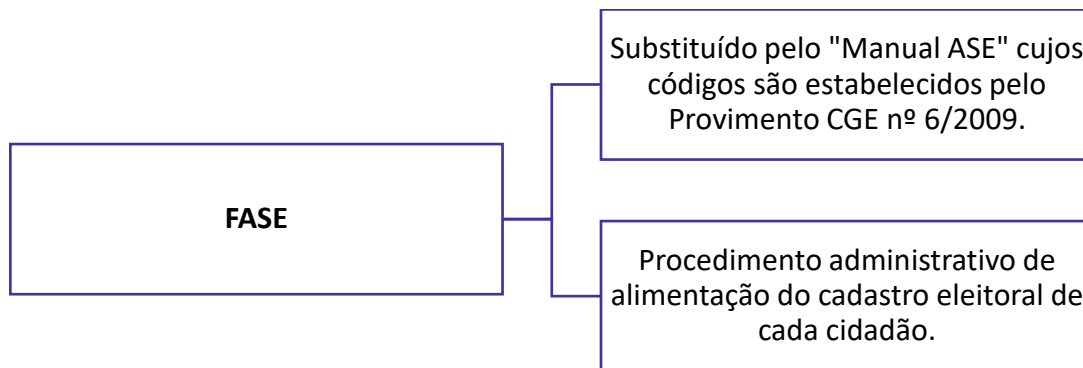 FASE
Substituído pelo "Manual ASE" cujos
códigos são estabelecidos pelo
Provimento CGE nº 6/2009.
Procedimento administrativo de
alimentação do cadastro eleitoral de
cada cidadão.